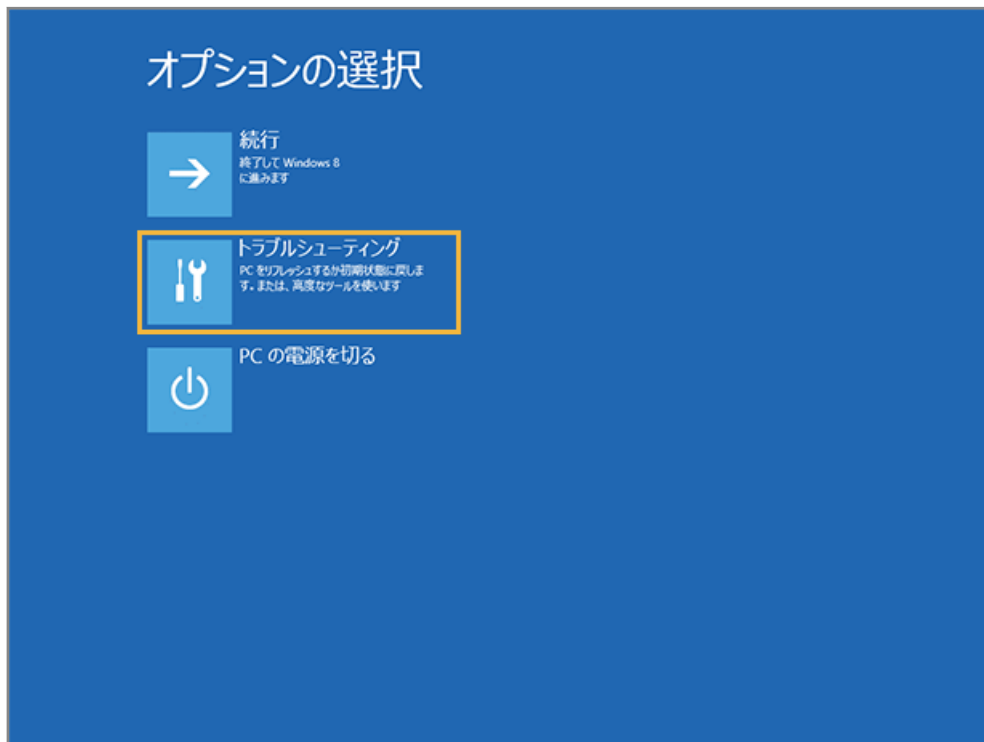 オプションの選択
続行
終了して Windows 8
に進みます
トラブルシューティング
PC をリフレッシュするか初期状態に戻しま
す。または、高度なツールを使います
PC の電源を切る